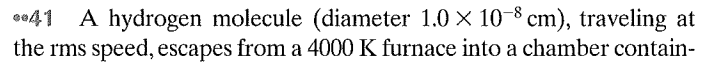 ••41 A hydrogen molecule (diameter 1.0 × 10⁻⁸ cm), traveling at
the rms speed, escapes from a 4000 K furnace into a chamber contain-